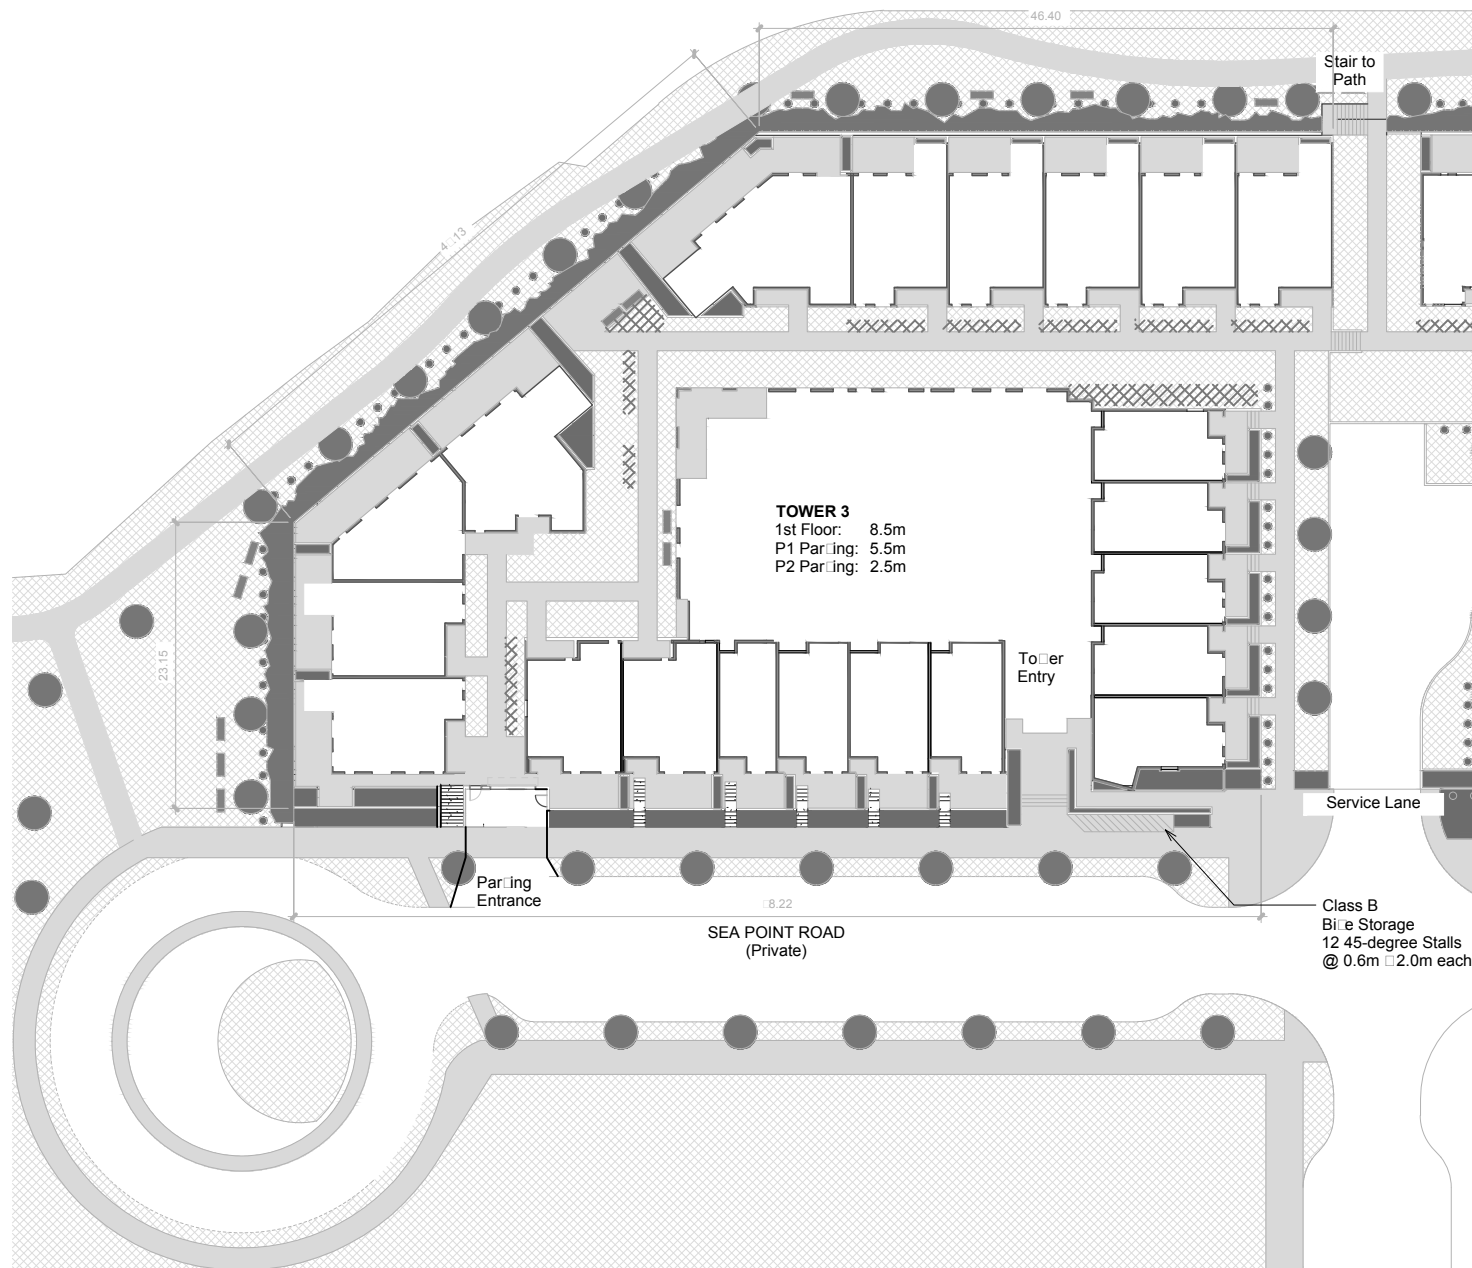 46.40
Stair to
Path
4□.13
TOWER 3
1st Floor: 8.5m
P1 Par□ing: 5.5m
P2 Par□ing: 2.5m
23.15
To□er
Entry
Service Lane
Par□ing
Entrance
□8.22
SEA POINT ROAD
(Private)
Class B
Bi□e Storage
12 45-degree Stalls
@ 0.6m □ 2.0m each